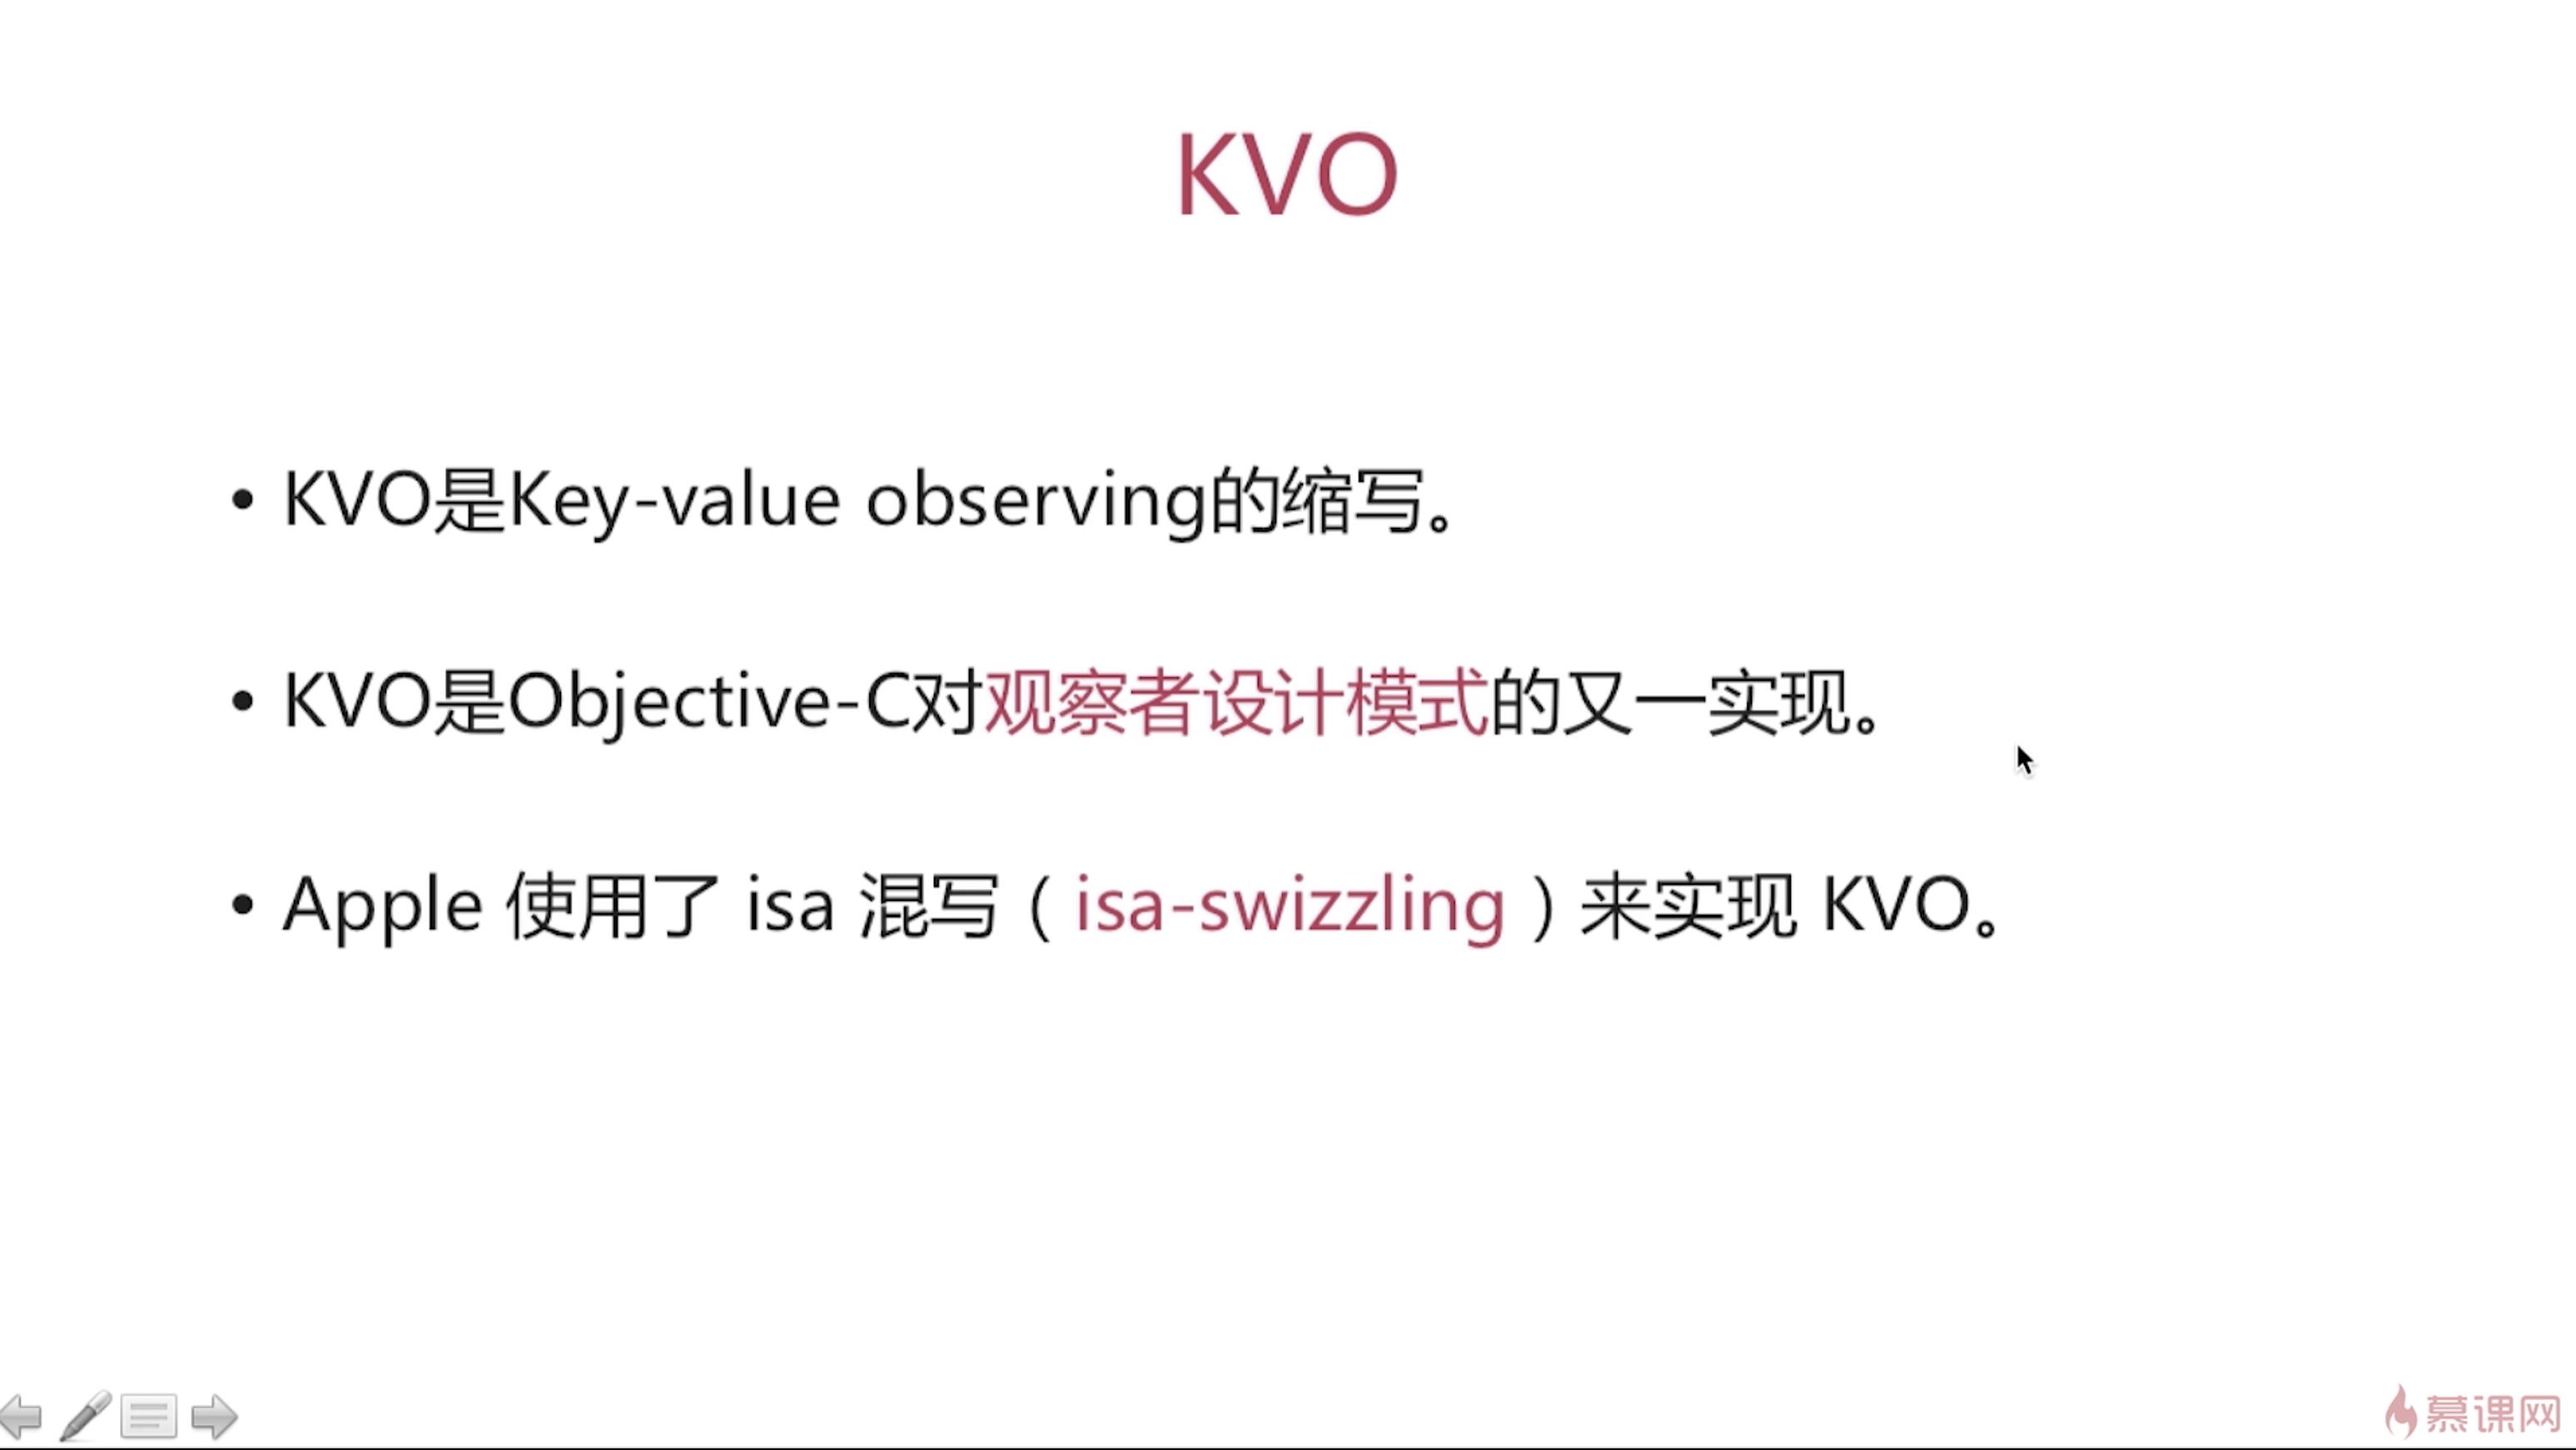 KVO
• KVO是Key-value observing的缩写。
• KVO是Objective-C对观察者设计模式的又一实现。
• Apple 使用了 isa 混写（isa-swizzling）来实现 KVO。
慕课网